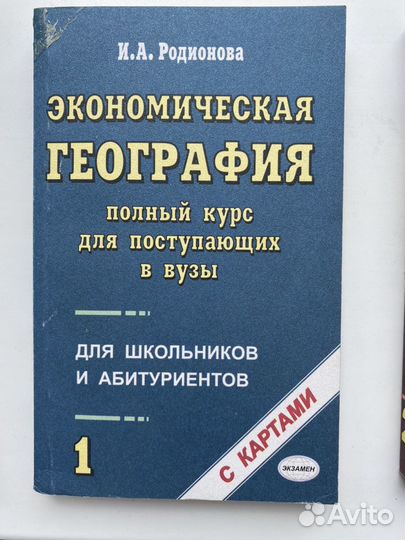 И.А. Родионова
ЭКОНОМИЧЕСКАЯ
ГЕОГРАФИЯ
ПОЛНЫЙ КУРС
ДЛЯ ПОСТУПАЮЩИХ
В ВУЗЫ
ДЛЯ ШКОЛЬНИКОВ
И АБИТУРИЕНТОВ
1
С КАРТАМИ
ЭКЗАМЕН
Avito